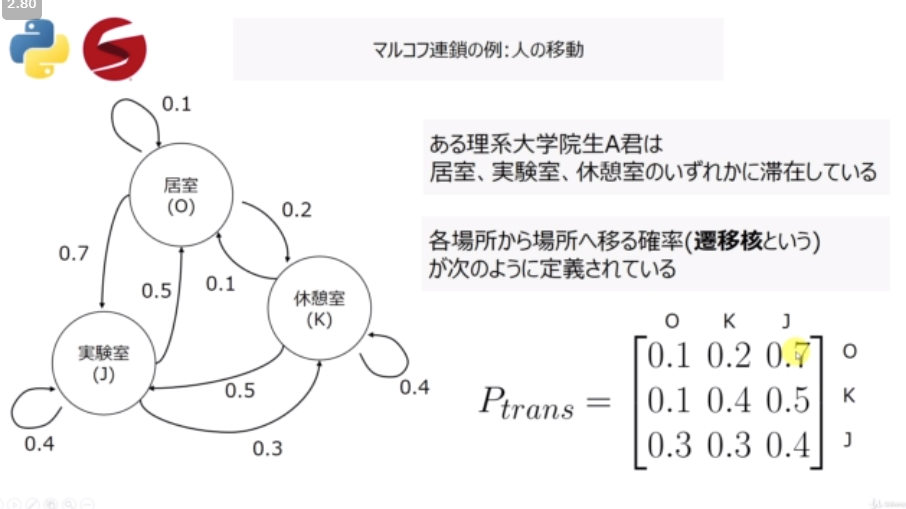 2.80
マルコフ連鎖の例：人の移動
0.1
居室
(O)
0.2
0.7
0.5
0.1
休憩室
(K)
実験室
(J)
0.5
0.4
0.4
0.3
ある理系大学院生A君は
居室、実験室、休憩室のいずれかに滞在している
各場所から場所へ移る確率(遷移核という)
が次のように定義されている
O K J
P_trans =
0.1 0.2 0.7 O
0.1 0.4 0.5 K
0.3 0.3 0.4 J